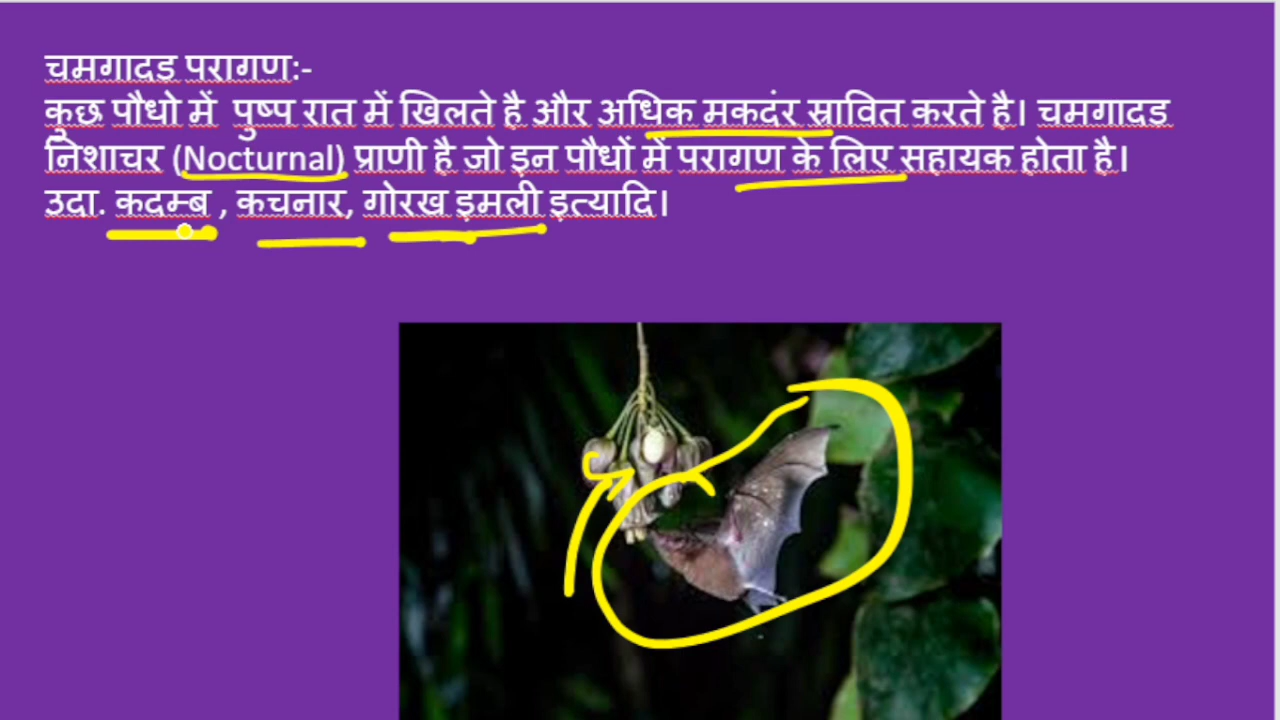 चमगादड परागण:-
कुछ पौधो में पुष्प रात में खिलते है और अधिक मकदंर स्रावित करते है। चमगादड
निशाचर (Nocturnal) प्राणी है जो इन पौधों में परागण के लिए सहायक होता है।
उदा. कदम्ब , कचनार, गोरख इमली इत्यादि।